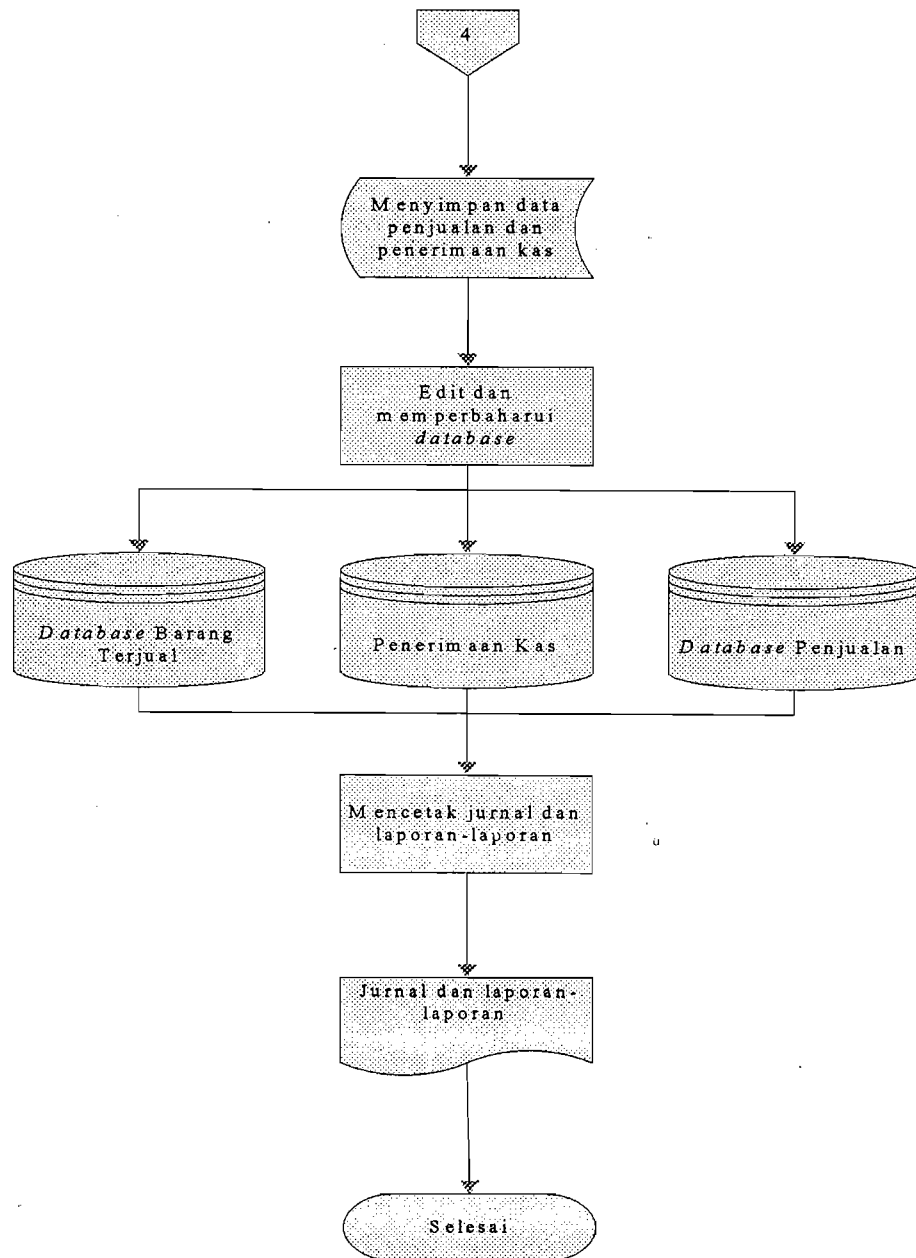 4
Menyimpan data
penjualan dan
penerimaan kas
Edit dan
memperbaharui
database
Database Barang
Terjual
Penerimaan Kas
Database Penjualan
Mencetak jurnal dan
laporan-laporan
Jurnal dan laporan-
laporan
Selesai